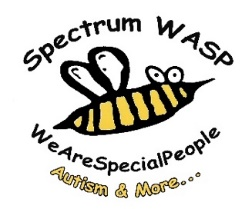 Spectrum WASP
WeAreSpecialPeople
Autism & More...